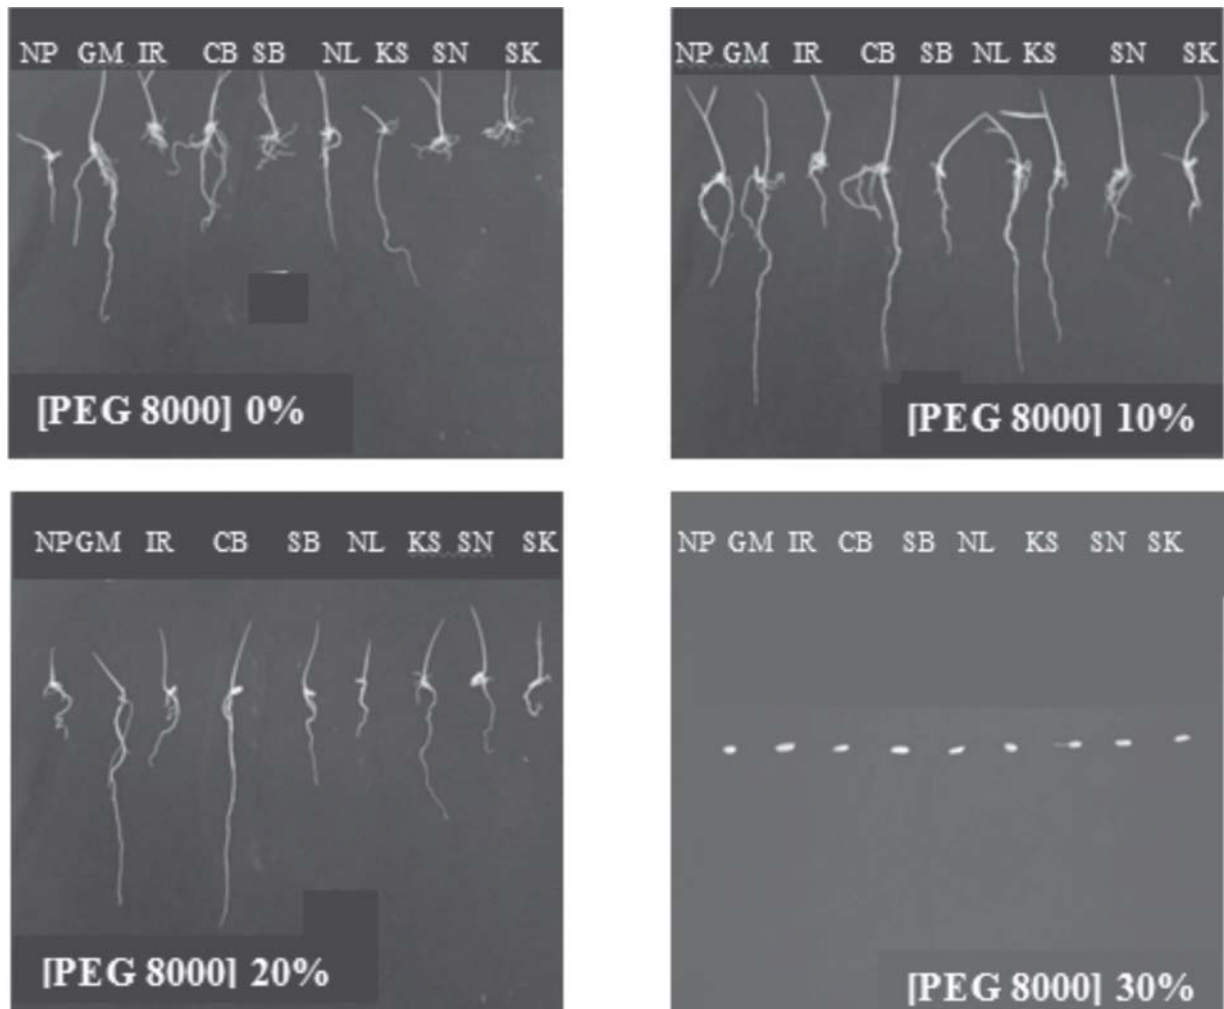 NP GM IR CB SB NL KS SN SK
[PEG 8000] 0%
NP GM IR CB SB NL KS SN SK
[PEG 8000] 10%
NP GM IR CB SB NL KS SN SK
[PEG 8000] 20%
NP GM IR CB SB NL KS SN SK
[PEG 8000] 30%